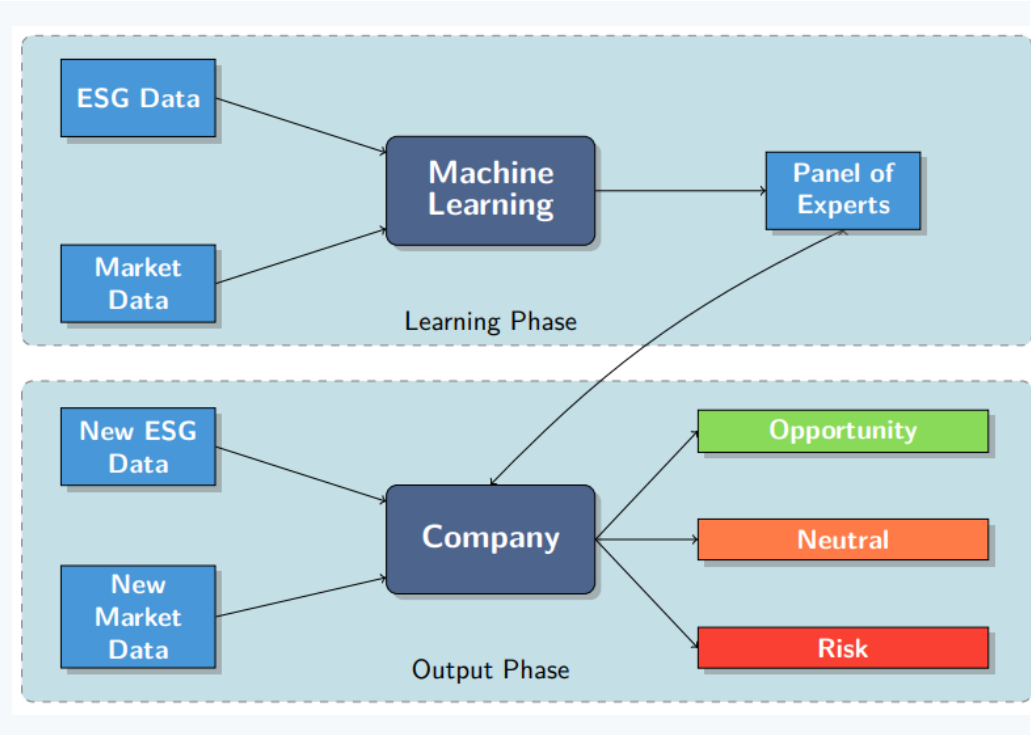 ESG Data
Machine
Learning
Panel of
Experts
Market
Data
Learning Phase
New ESG
Data
Opportunity
Company
Neutral
New
Market
Data
Risk
Output Phase